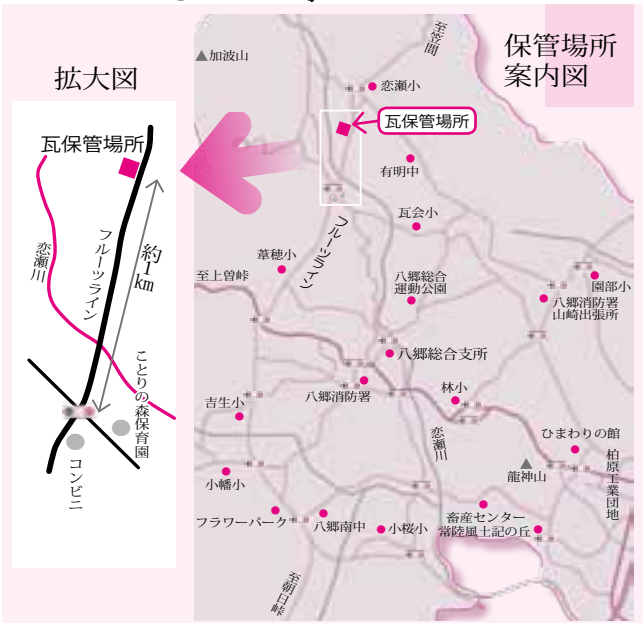 保管場所
案内図
拡大図
瓦保管場所
恋瀬川
フルーツライン
約1km
ことりの森保育園
コンビニ
至笠間
加波山
恋瀬小
瓦保管場所
有明中
瓦会小
フルーツライン
葦穂小
至上曽峠
八郷総合
運動公園
園部小
八郷消防署
山崎出張所
八郷総合支所
八郷消防署
林小
吉生小
恋瀬川
ひまわりの館
柏原工業団地
龍神山
小幡小
フラワーパーク
八郷南中
小桜小
畜産センター
常陸風土記の丘
至朝日峠